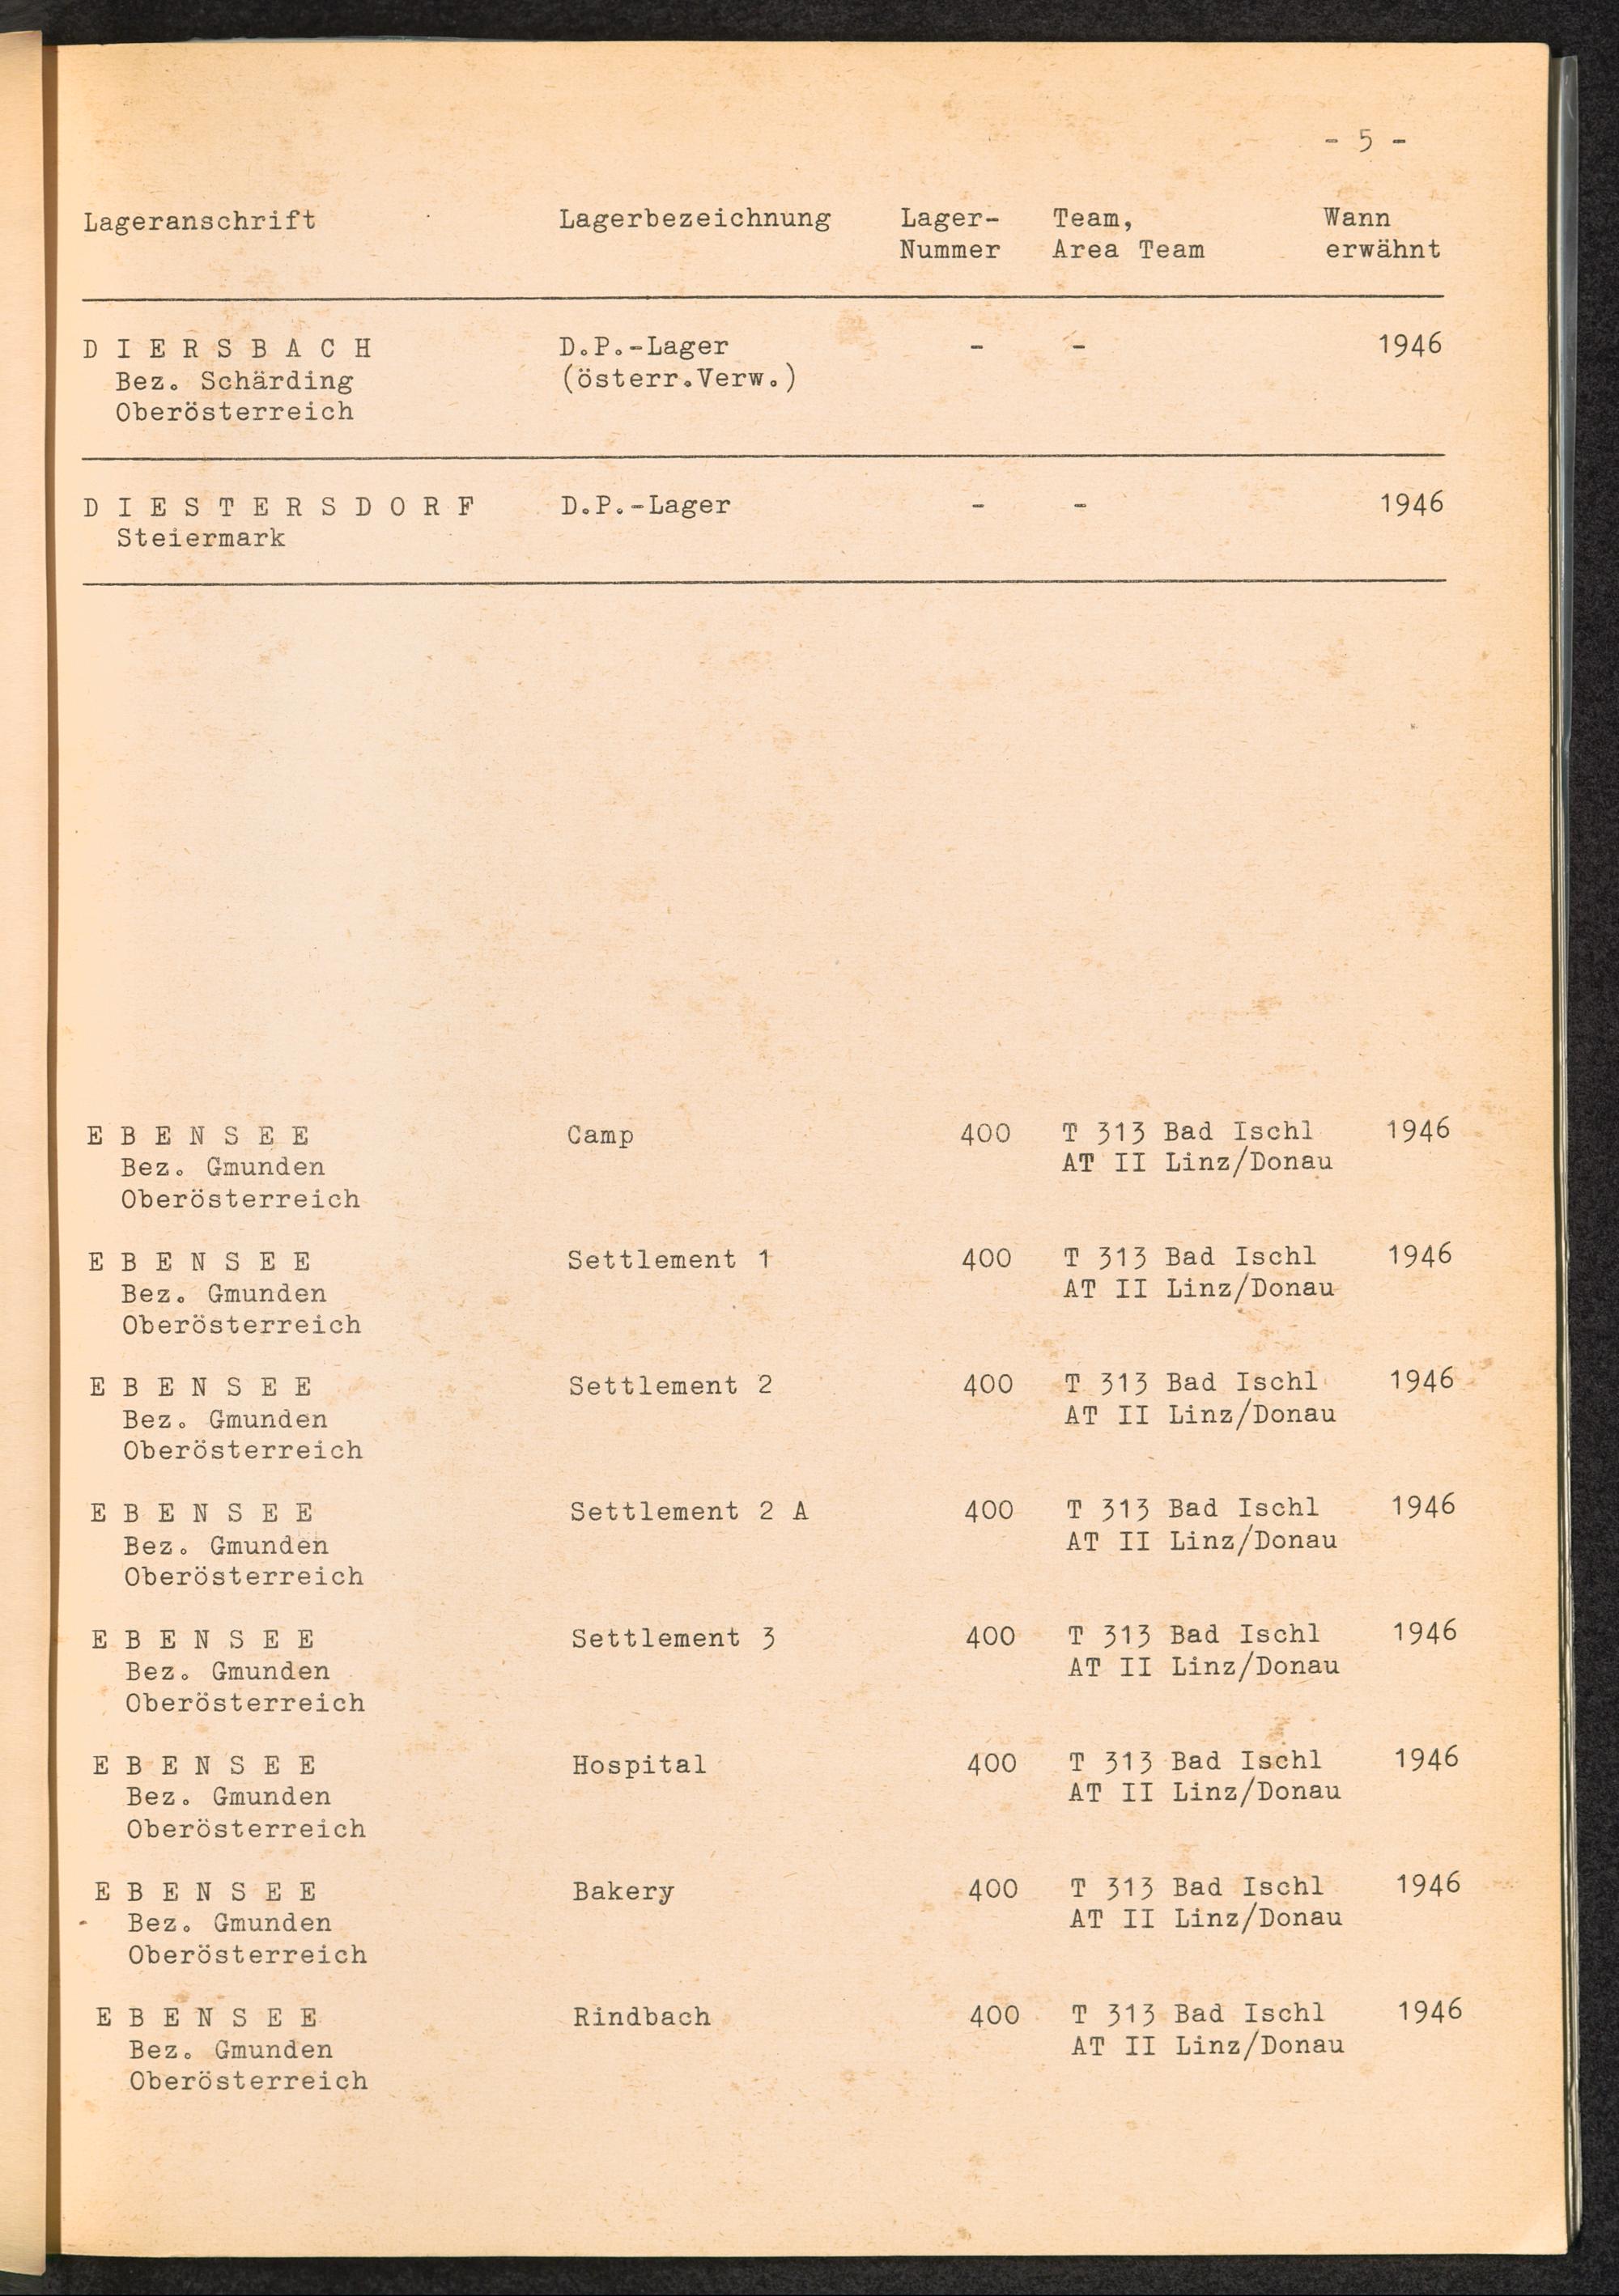 - 5 -
Lageranschrift Lagerbezeichnung Lager- Team, Wann
Nummer Area Team erwähnt
D I E R S B A C H D.P.-Lager - - 1946
Bez. Schärding (österr.Verw.)
Oberösterreich
D I E S T E R S D O R F D.P.-Lager - - 1946
Steiermark
E B E N S E E Camp 400 T 313 Bad Ischl 1946
Bez. Gmunden AT II Linz/Donau
Oberösterreich
E B E N S E E Settlement 1 400 T 313 Bad Ischl 1946
Bez. Gmunden AT II Linz/Donau
Oberösterreich
E B E N S E E Settlement 2 400 T 313 Bad Ischl 1946
Bez. Gmunden AT II Linz/Donau
Oberösterreich
E B E N S E E Settlement 2 A 400 T 313 Bad Ischl 1946
Bez. Gmunden AT II Linz/Donau
Oberösterreich
E B E N S E E Settlement 3 400 T 313 Bad Ischl 1946
Bez. Gmunden AT II Linz/Donau
Oberösterreich
E B E N S E E Hospital 400 T 313 Bad Ischl 1946
Bez. Gmunden AT II Linz/Donau
Oberösterreich
E B E N S E E Bakery 400 T 313 Bad Ischl 1946
Bez. Gmunden AT II Linz/Donau
Oberösterreich
E B E N S E E Rindbach 400 T 313 Bad Ischl 1946
Bez. Gmunden AT II Linz/Donau
Oberösterreich